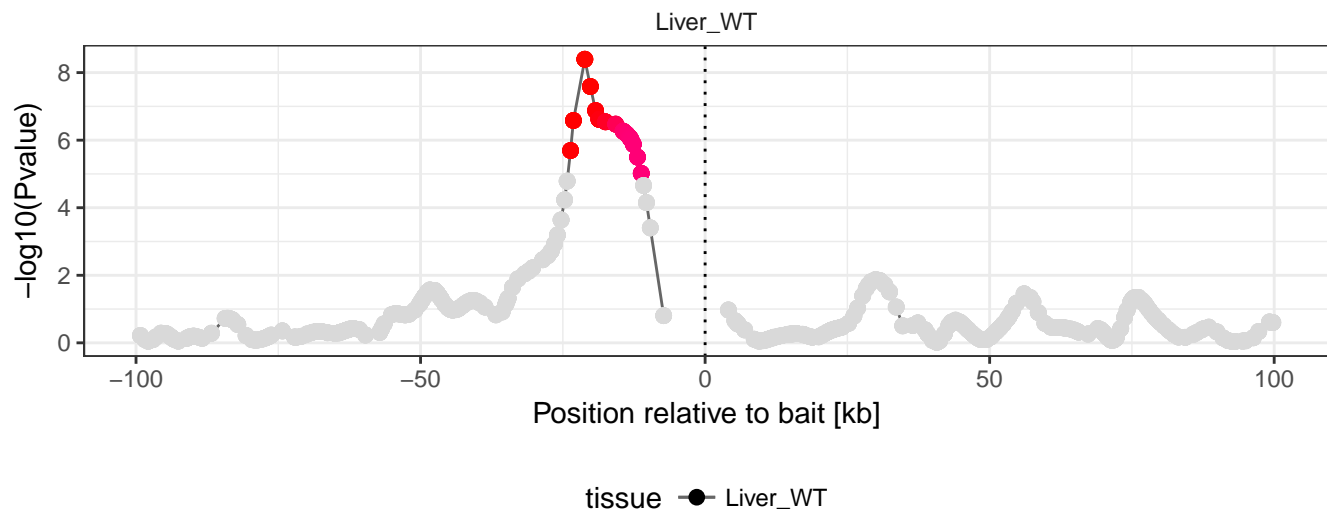 Liver_WT
8
6
4
2
0
−log10(Pvalue)
−100 −50 0 50 100
Position relative to bait [kb]
tissue Liver_WT